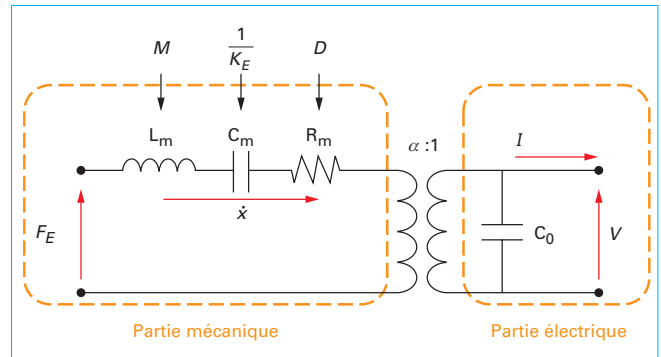 M
1
K_E
D
L_m
C_m
R_m
α :1
I
F_E
ẋ
C_0
V
Partie mécanique
Partie électrique